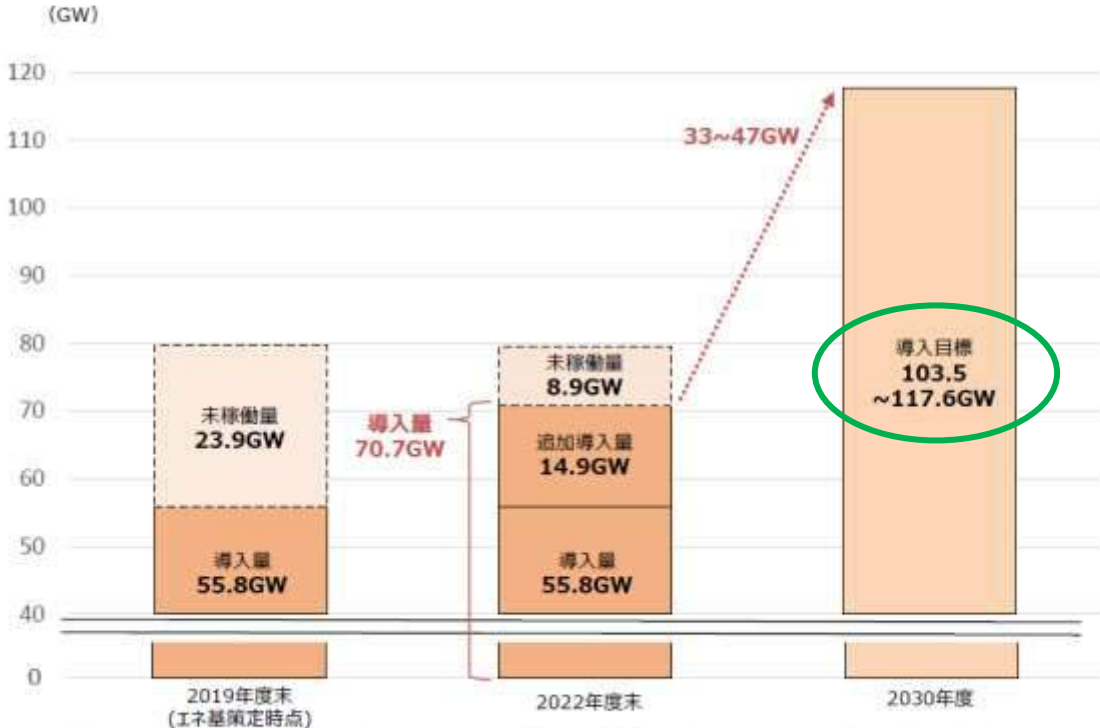 (GW)
120
110
100
90
80
70
60
50
40
0
未稼働量
23.9GW
導入量
55.8GW
2019年度末
(エネ基策定時点)
導入量
70.7GW
未稼働量
8.9GW
追加導入量
14.9GW
導入量
55.8GW
2022年度末
33~47GW
導入目標
103.5
~117.6GW
2030年度